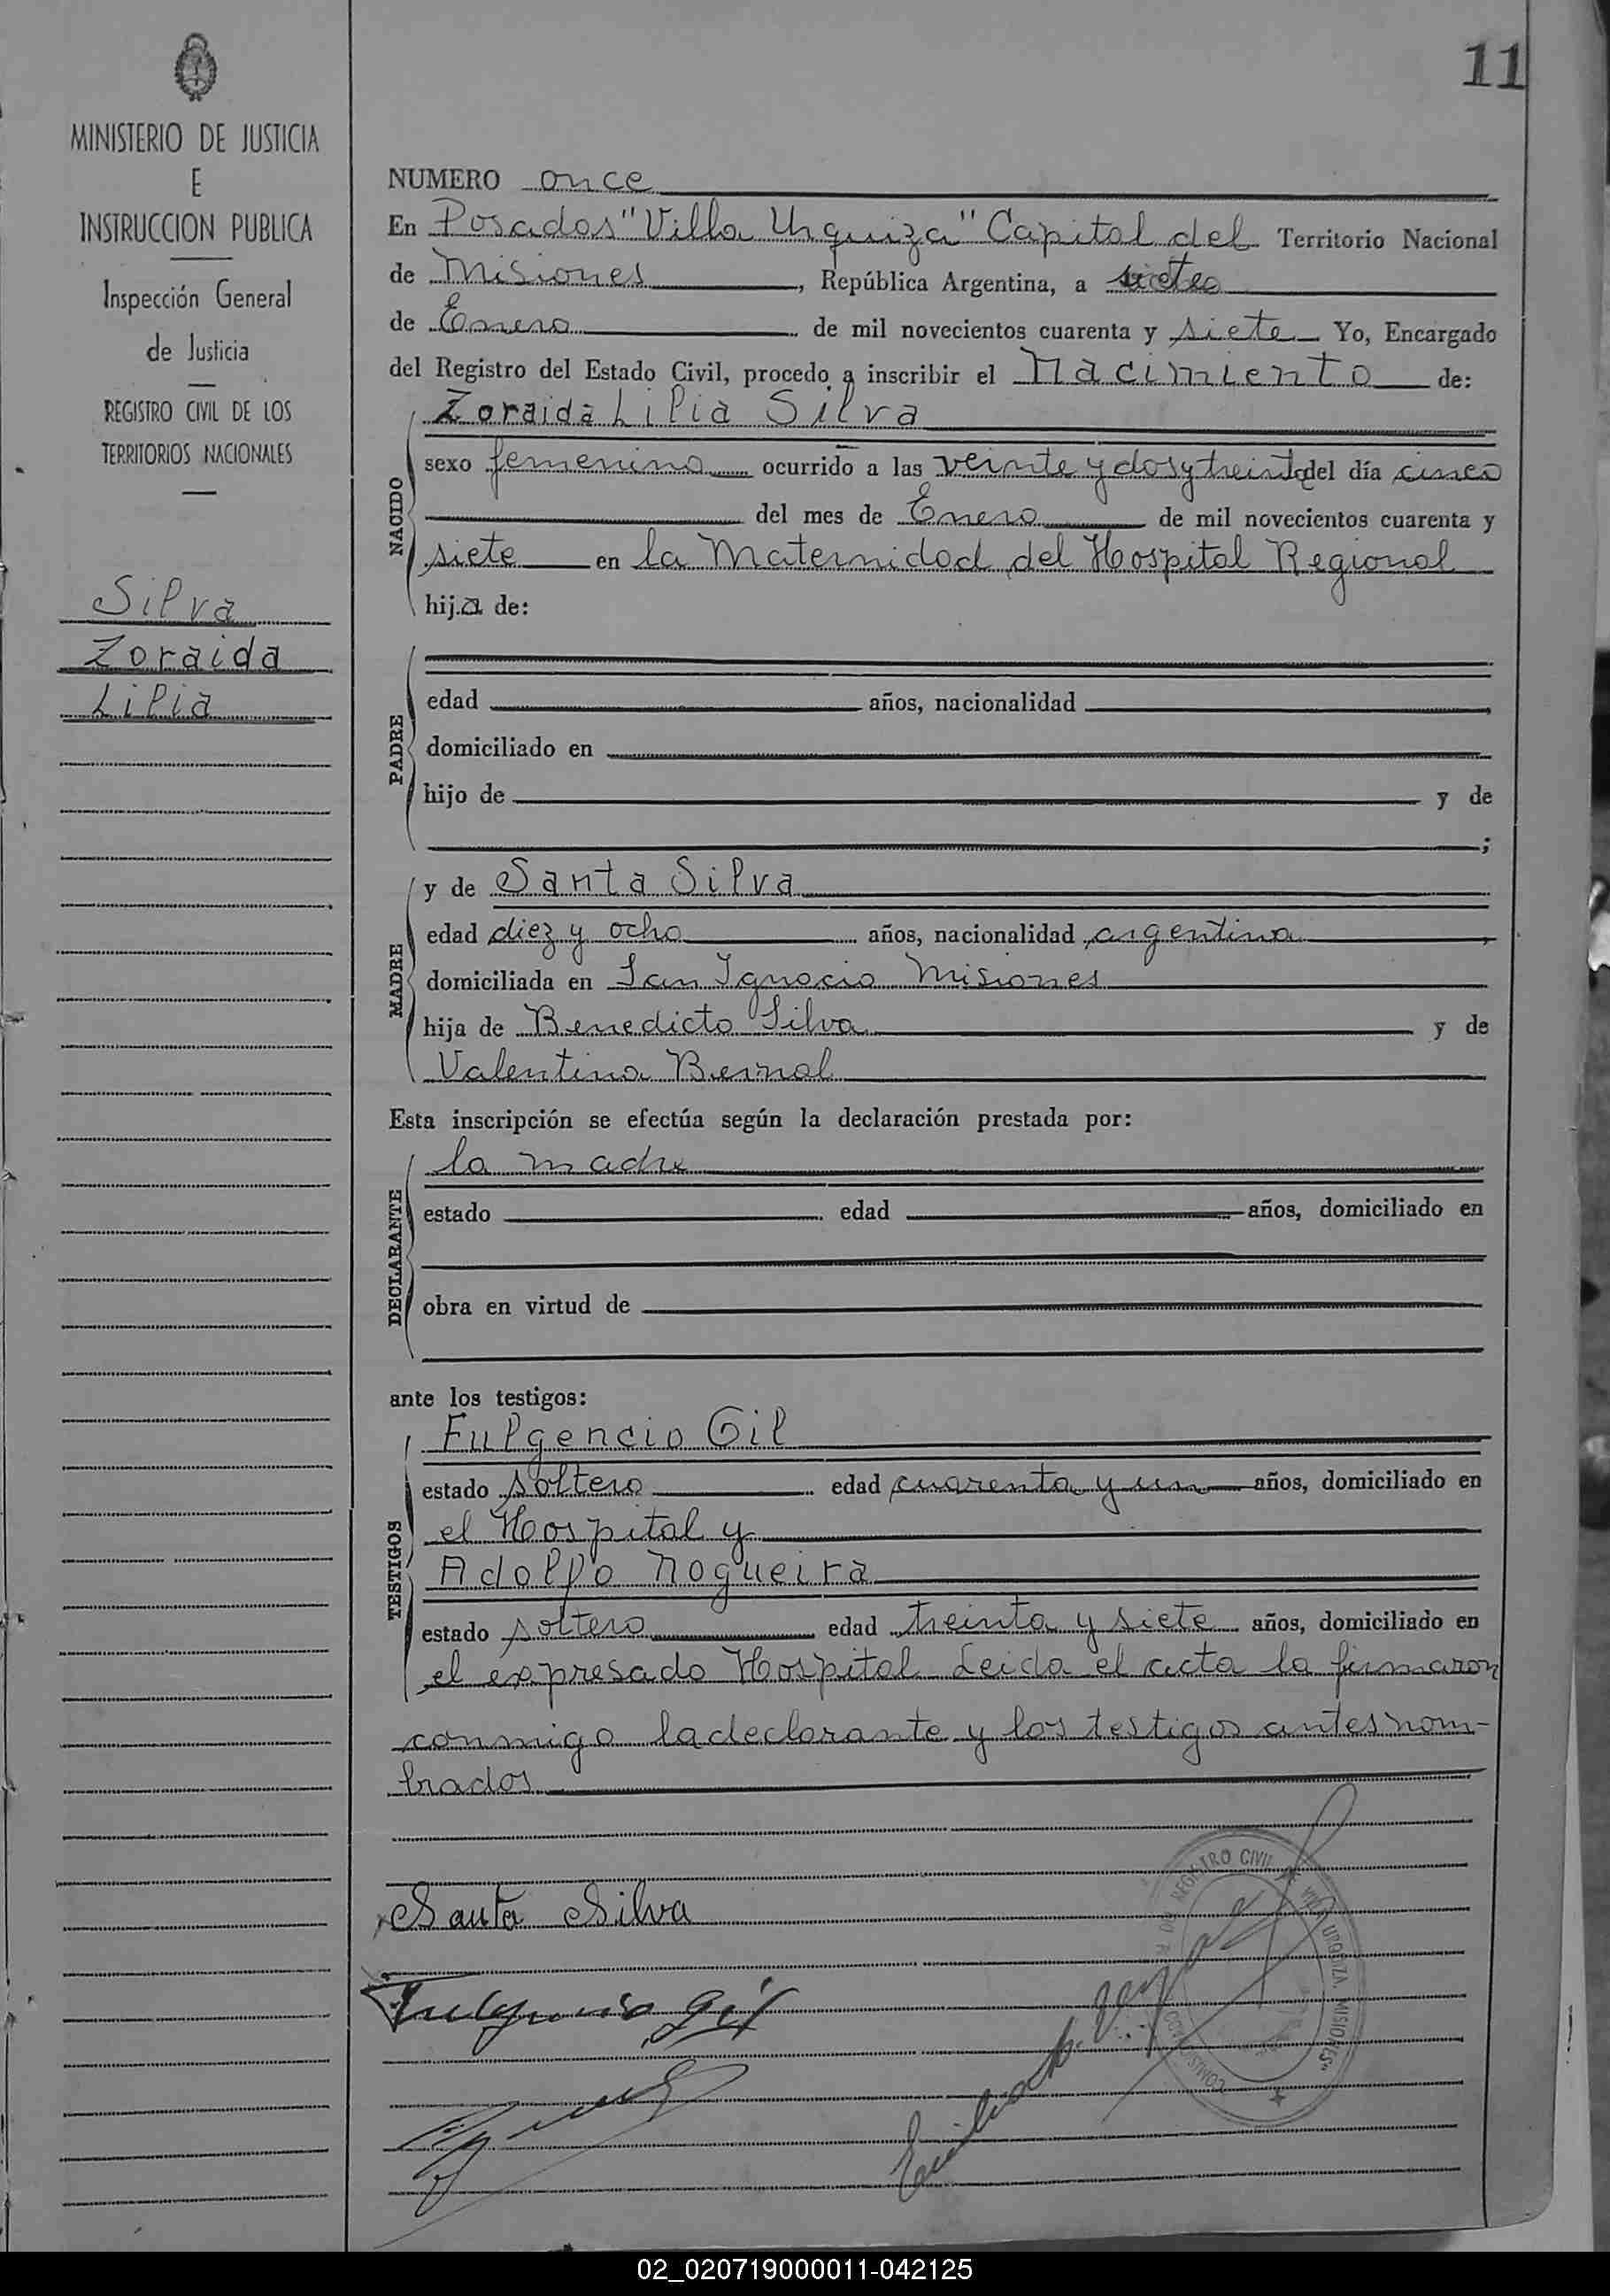 11
MINISTERIO DE JUSTICIA
E
INSTRUCCION PUBLICA
Inspección General
de Justicia
REGISTRO CIVIL DE LOS
TERRITORIOS NACIONALES
Silva
Zoraida
Lilia
NUMERO once
En Posadas "Villa Urquiza" Capital del Territorio Nacional
de Misiones, República Argentina, a siete
de Enero de mil novecientos cuarenta y siete Yo, Encargado
del Registro del Estado Civil, procedo a inscribir el Nacimiento de:
NACIDO
Zoraida Lilia Silva
sexo femenino ocurrido a las veinte y dos y treinta del día cinco
del mes de Enero de mil novecientos cuarenta y
siete en la Maternidad del Hospital Regional
hija de:
PADRE
edad años, nacionalidad
domiciliado en
hijo de y de
;
MADRE
y de Santa Silva
edad diez y ocho años, nacionalidad argentina,
domiciliada en San Ignacio Misiones
hija de Benedicto Silva y de
Valentina Bernal
Esta inscripción se efectúa según la declaración prestada por:
DECLARANTE
la madre
estado edad años, domiciliado en
obra en virtud de
ante los testigos:
TESTIGOS
Fulgencio Gil
estado soltero edad cuarenta y un años, domiciliado en
el Hospital y
Adolfo Nogueira
estado soltero edad treinta y siete años, domiciliado en
el expresado Hospital Leida el acta la firmaron
conmigo la declarante y los testigos antes nom-
brados
Santa Silva
Fulgencio Gil
REGISTRO CIVIL VILLA URQUIZA, MISIONES"
02_020719000011-042125